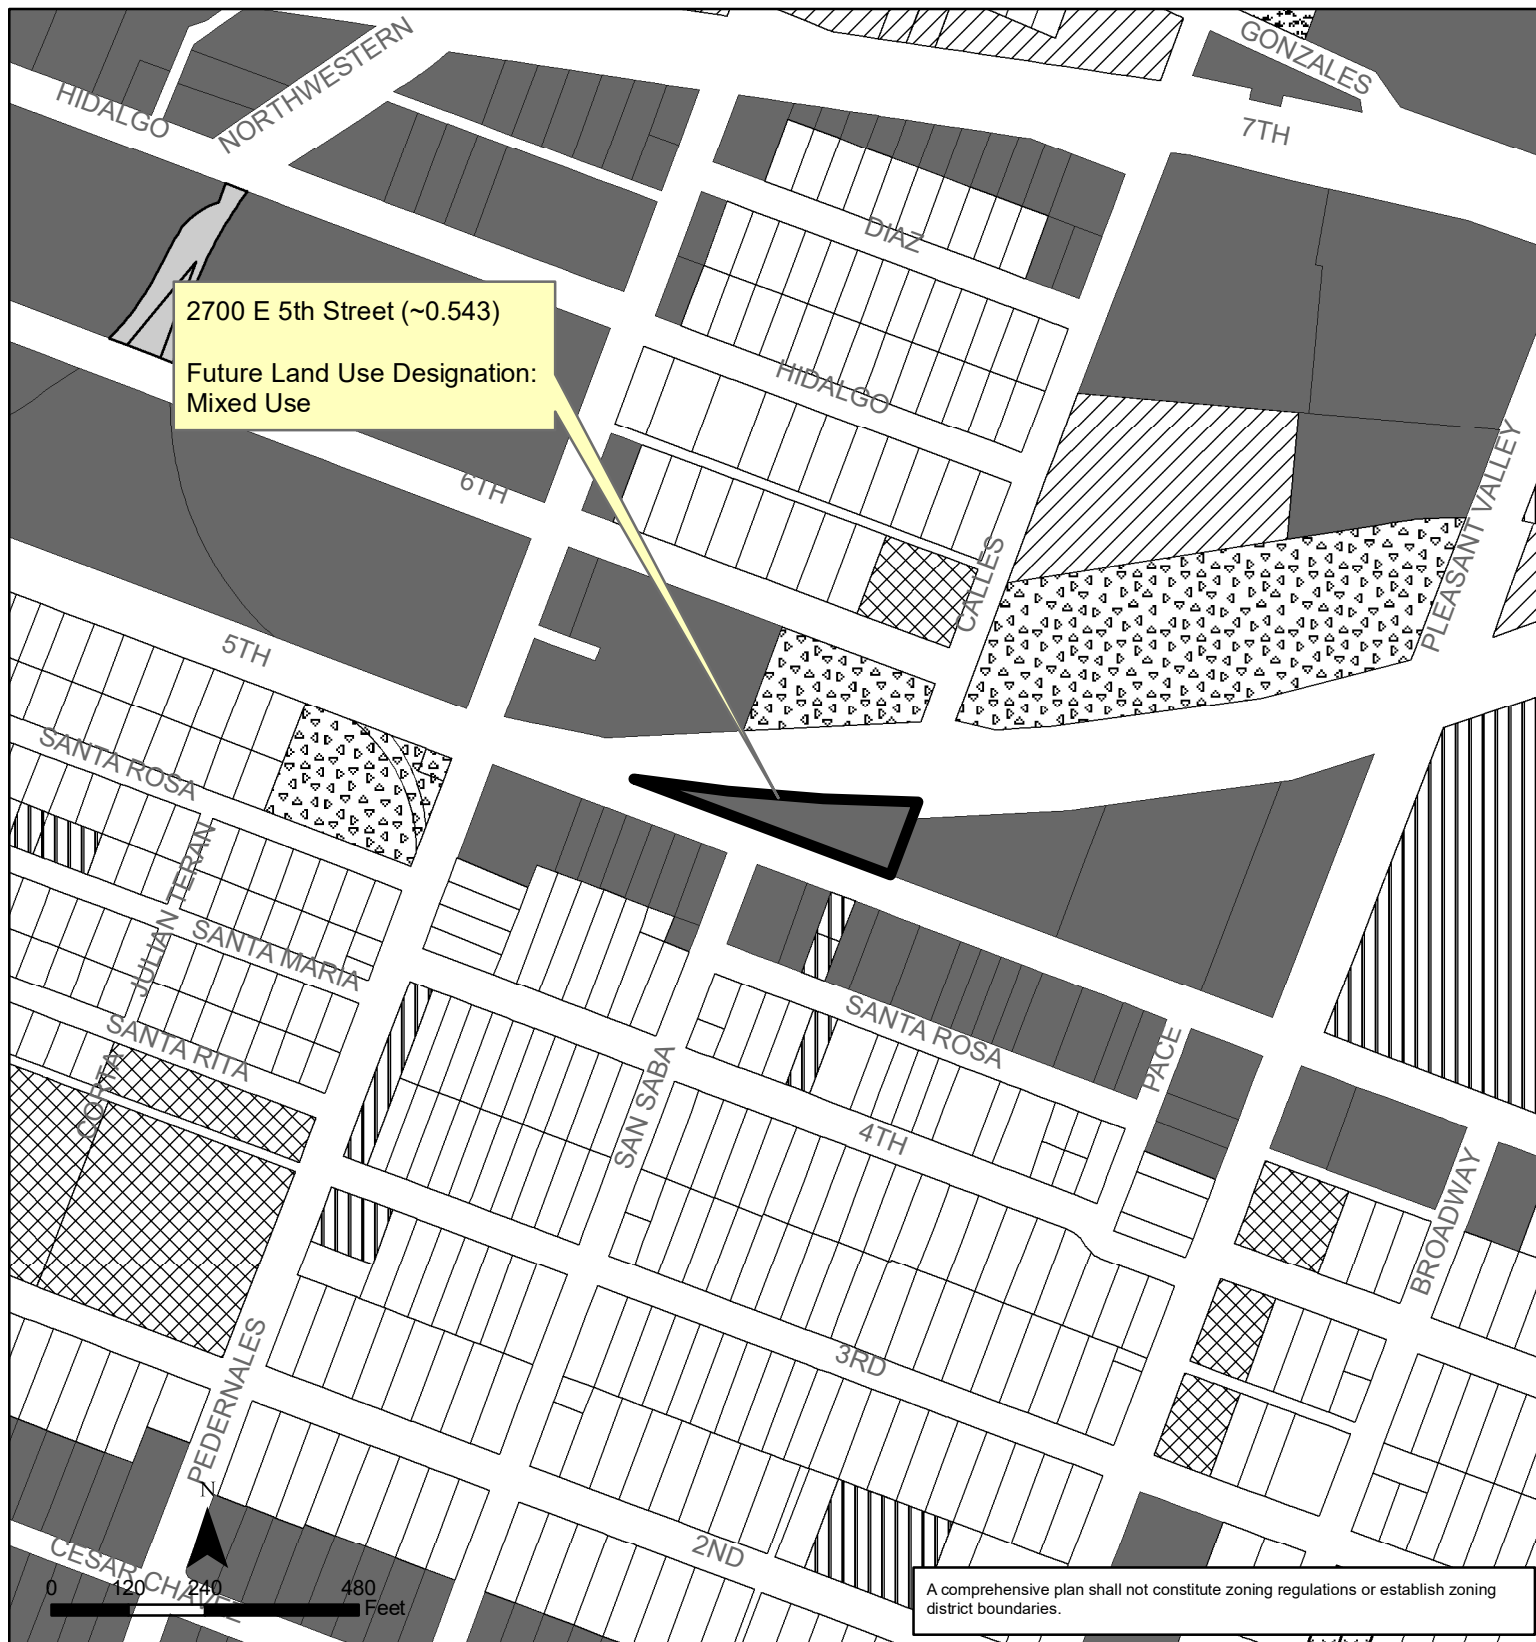 GONZALES
NORTHWESTERN
HIDALGO
7TH
DIAZ
2700 E 5th Street (~0.543)
Future Land Use Designation:
Mixed Use
HIDALGO
6TH
PLEASANT VALLEY
CALLES
5TH
SANTA ROSA
JULIAN TERAN
SANTA MARIA
SANTA ROSA
SANTA RITA
PACE
CORTA
SAN SABA
4TH
BROADWAY
3RD
PEDERNALES
N
2ND
CESAR CHAVEZ
0 120 240 480
Feet
A comprehensive plan shall not constitute zoning regulations or establish zoning
district boundaries.